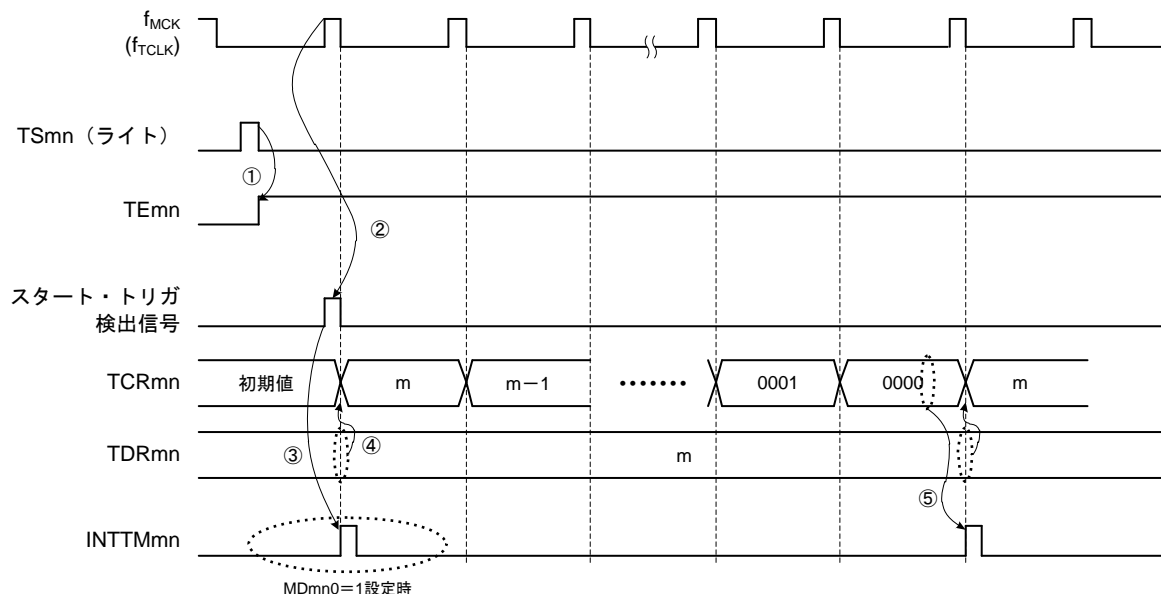 fMCK
(fTCLK)
TSmn(ライト)
①
TEmn
②
スタート・トリガ
検出信号
TCRmn 初期値 m m-1 ・・・・・・・ 0001 0000 m
③ ④
TDRmn m
⑤
INTTMmn
MDmn0=1設定時